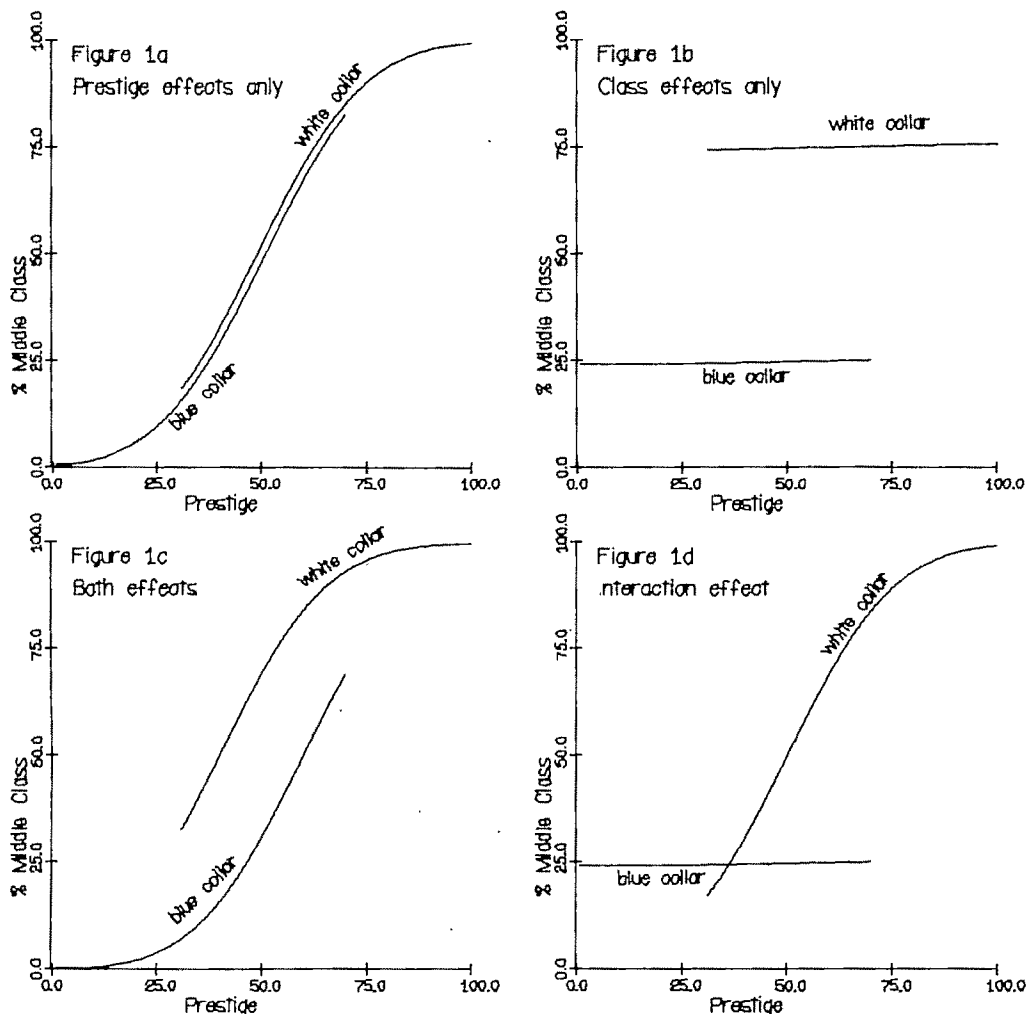 Figure 1a
Prestige effects only
white collar
blue collar
% Middle Class
0.0 25.0 50.0 75.0 100.0
0.0 25.0 50.0 75.0 100.0
Prestige
Figure 1b
Class effects only
white collar
blue collar
% Middle Class
0.0 25.0 50.0 75.0 100.0
0.0 25.0 50.0 75.0 100.0
Prestige
Figure 1c
Both effects
white collar
blue collar
% Middle Class
0.0 25.0 50.0 75.0 100.0
0.0 25.0 50.0 75.0 100.0
Prestige
Figure 1d
nteraction effect
white collar
blue collar
% Middle Class
0.0 25.0 50.0 75.0 100.0
0.0 25.0 50.0 75.0 100.0
Prestige